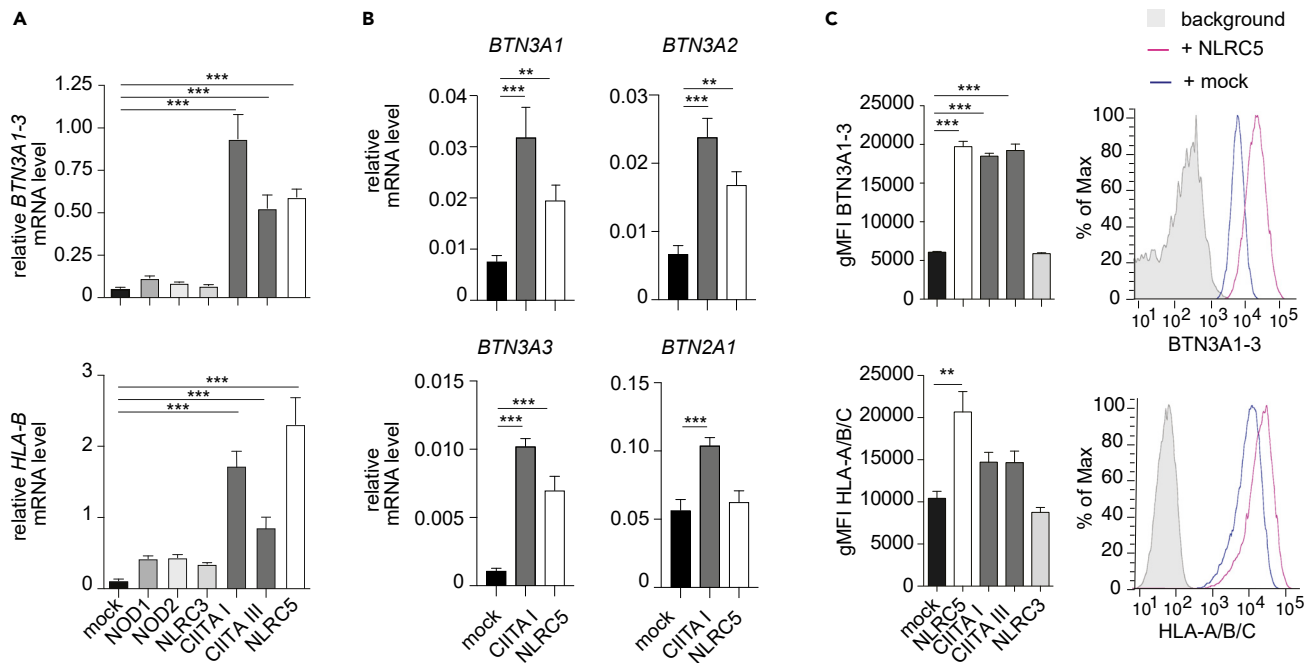 A
relative BTN3A1-3
mRNA level
1.25
1.00
0.75
0.50
0.25
0
***
***
***
relative HLA-B
mRNA level
3
2
1
0
***
***
***
mock
NOD1
NOD2
NLRC3
CIITA I
CIITA III
NLRC5
B
BTN3A1
relative
mRNA level
0.04
0.03
0.02
0.01
0
**
***
BTN3A2
0.03
0.02
0.01
0
**
***
BTN3A3
relative
mRNA level
0.015
0.010
0.005
0
***
***
mock
CIITA I
NLRC5
BTN2A1
0.15
0.10
0.05
0.00
***
mock
CIITA I
NLRC5
C
background
+ NLRC5
+ mock
gMFI BTN3A1-3
25000
20000
15000
10000
5000
0
***
***
***
% of Max
100
80
60
40
20
0
10¹ 10² 10³ 10⁴ 10⁵
BTN3A1-3
gMFI HLA-A/B/C
25000
20000
15000
10000
5000
0
**
mock
NLRC5
CIITA I
CIITA III
NLRC3
% of Max
100
80
60
40
20
0
10¹ 10² 10³ 10⁴ 10⁵
HLA-A/B/C